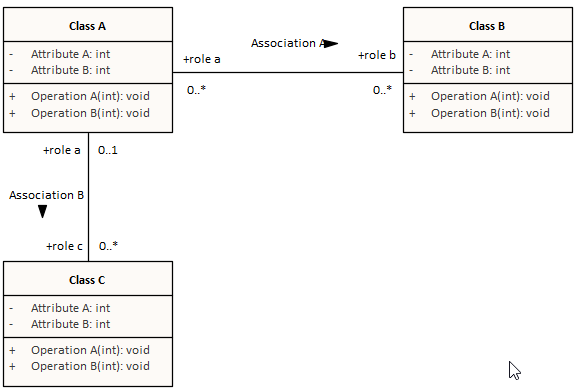 Class A
- Attribute A: int
- Attribute B: int
+ Operation A(int): void
+ Operation B(int): void
Association A
+role a
+role b
0..*
0..*
Class B
- Attribute A: int
- Attribute B: int
+ Operation A(int): void
+ Operation B(int): void
+role a 0..1
Association B
+role c 0..*
Class C
- Attribute A: int
- Attribute B: int
+ Operation A(int): void
+ Operation B(int): void